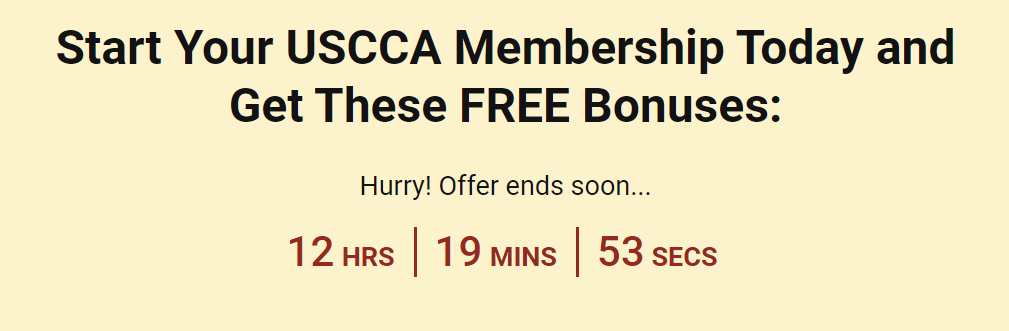 Start Your USCCA Membership Today and
Get These FREE Bonuses:
Hurry! Offer ends soon...
12 HRS 19 MINS 53 SECS